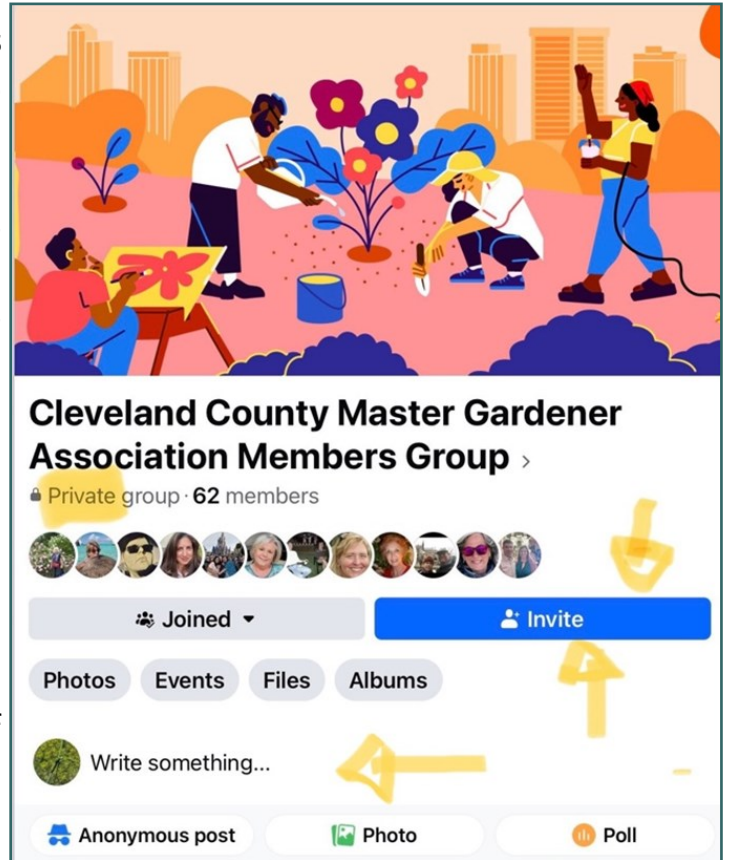 Cleveland County Master Gardener
Association Members Group ›
Private group · 62 members
Joined
Invite
Photos Events Files Albums
Write something...
Anonymous post Photo Poll